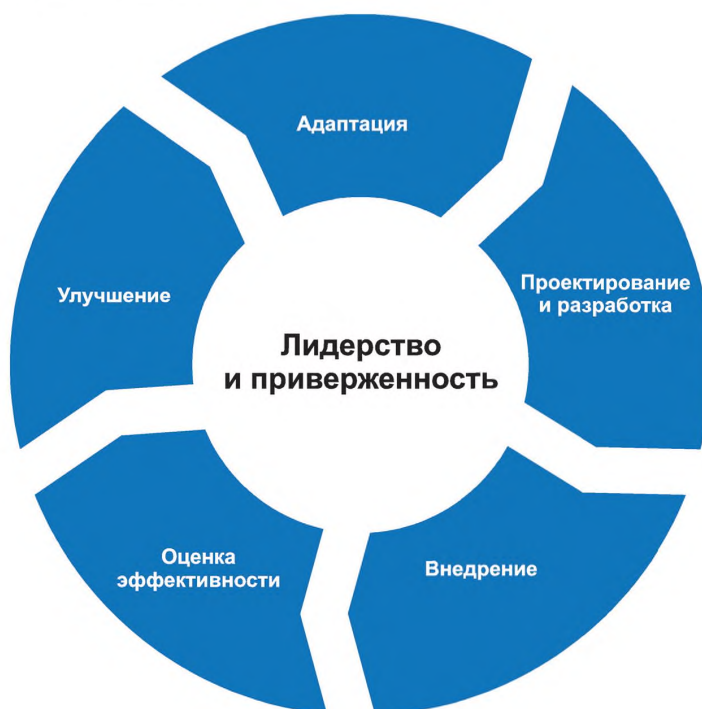 Адаптация
Проектирование
и разработка
Внедрение
Оценка
эффективности
Улучшение
Лидерство
и приверженность